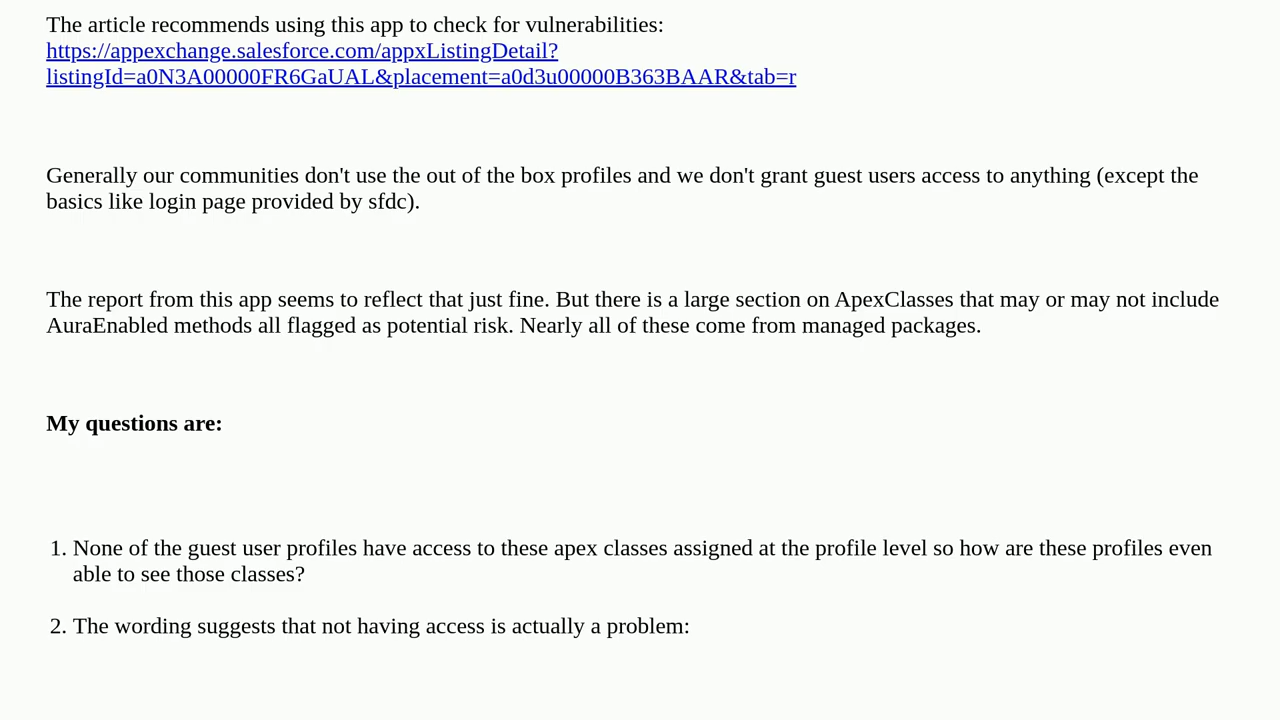 The article recommends using this app to check for vulnerabilities:
https://appexchange.salesforce.com/appxListingDetail?
listingId=a0N3A00000FR6GaUAL&placement=a0d3u00000B363BAAR&tab=r
Generally our communities don't use the out of the box profiles and we don't grant guest users access to anything (except the
basics like login page provided by sfdc).
The report from this app seems to reflect that just fine. But there is a large section on ApexClasses that may or may not include
AuraEnabled methods all flagged as potential risk. Nearly all of these come from managed packages.
My questions are:
1. None of the guest user profiles have access to these apex classes assigned at the profile level so how are these profiles even
able to see those classes?
2. The wording suggests that not having access is actually a problem: